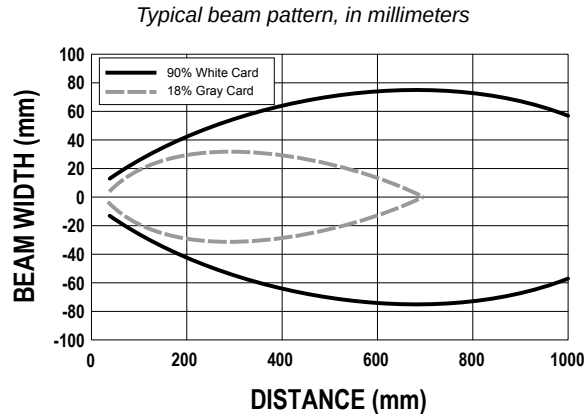 Typical beam pattern, in millimeters
100
80
60
40
20
0
-20
-40
-60
-80
-100
BEAM WIDTH (mm)
90% White Card
18% Gray Card
0 200 400 600 800 1000
DISTANCE (mm)